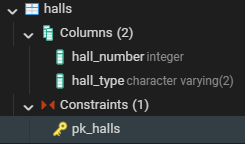 halls
Columns (2)
hall_number integer
hall_type character varying(2)
Constraints (1)
pk_halls